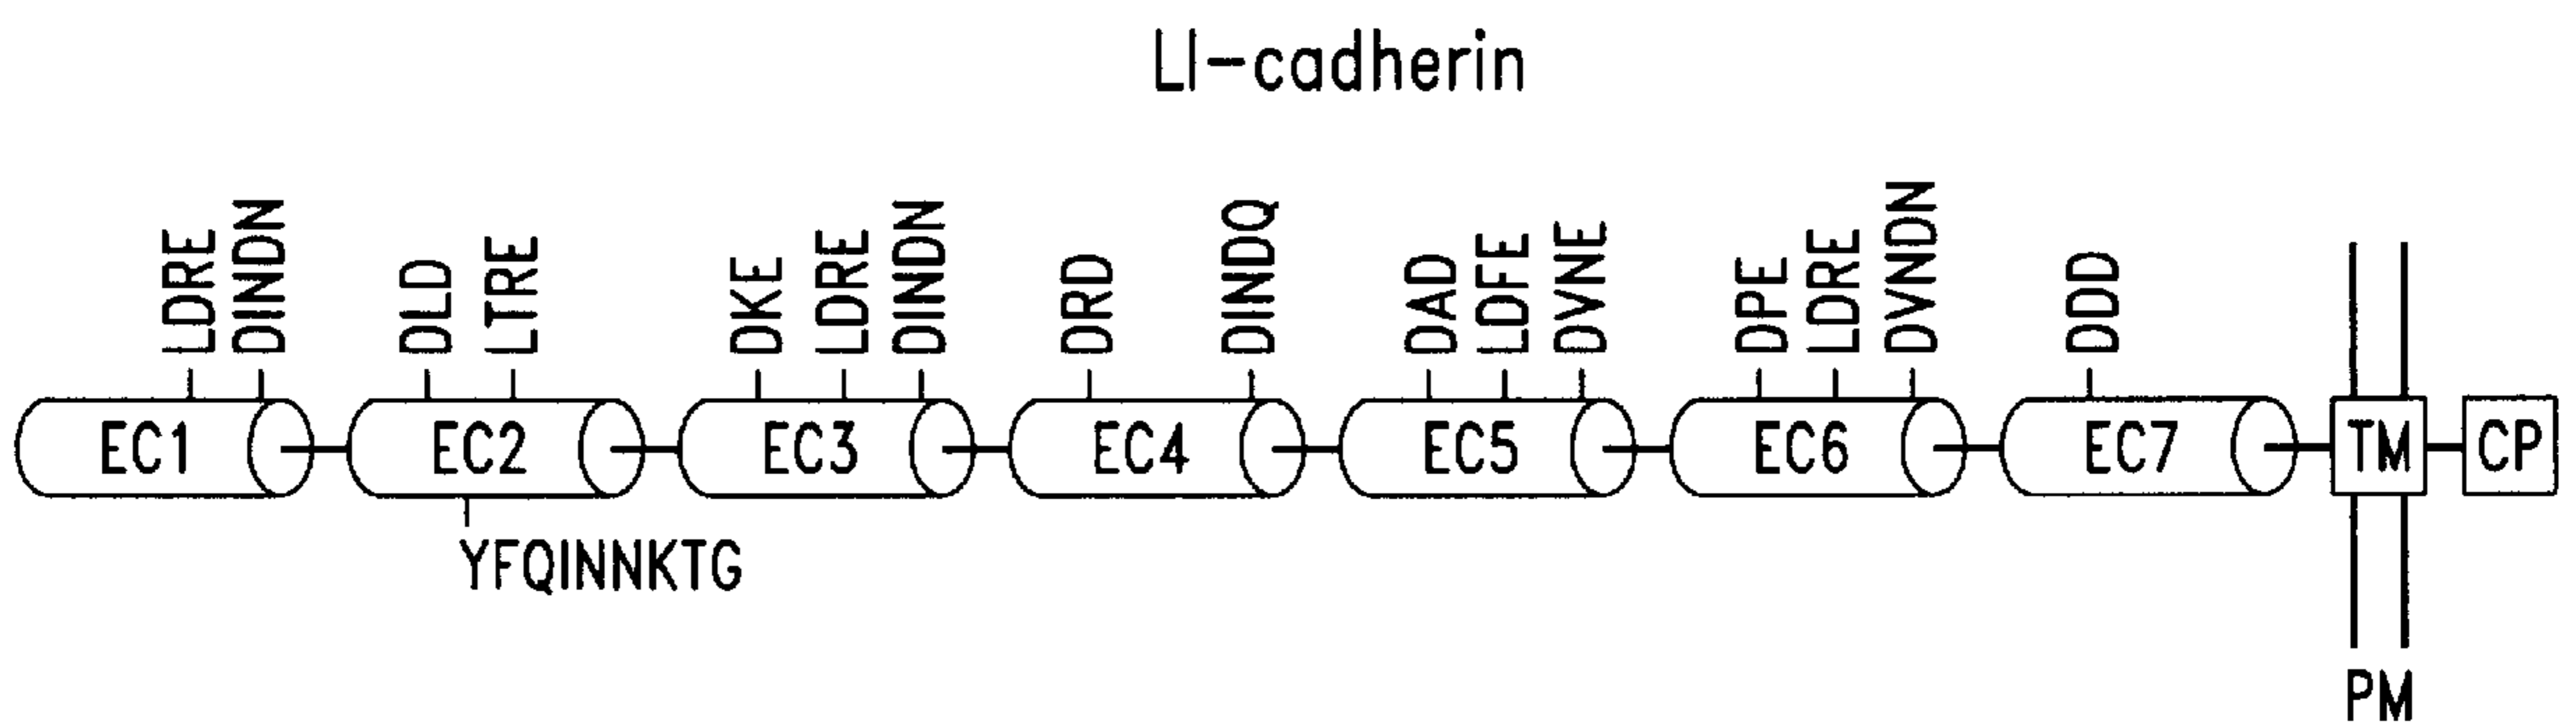 LI-cadherin
LDRE DINDN DLD LTRE DKE LDRE DINDN DRD DINDQ DAD LDFE DVNE DPE LDRE DVNDN DDD
EC1 EC2 EC3 EC4 EC5 EC6 EC7 TM CP
YFQINNKTG
PM